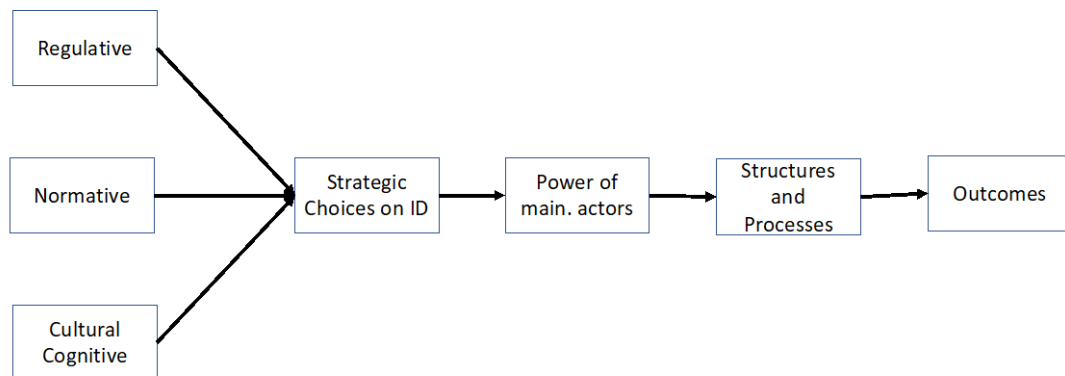 Regulative
Normative
Cultural
Cognitive
Strategic
Choices on ID
Power of
main. actors
Structures
and
Processes
Outcomes